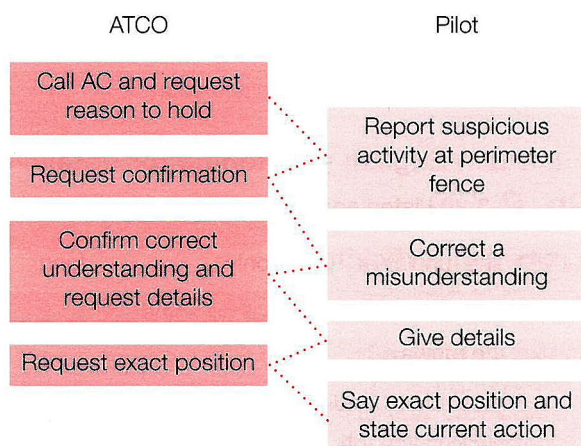 ATCO
Pilot
Call AC and request
reason to hold
Report suspicious
activity at perimeter
fence
Request confirmation
Correct a
misunderstanding
Confirm correct
understanding and
request details
Give details
Request exact position
Say exact position and
state current action